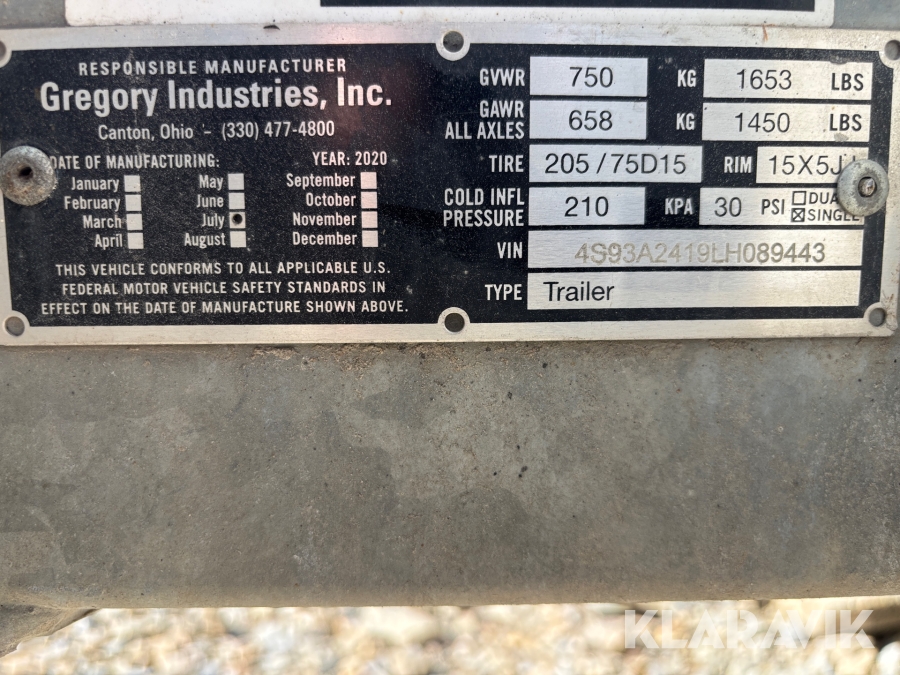 RESPONSIBLE MANUFACTURER
Gregory Industries, Inc.
Canton, Ohio - (330) 477-4800
DATE OF MANUFACTURING: YEAR: 2020
January May September
February June October
March July November
April August December
THIS VEHICLE CONFORMS TO ALL APPLICABLE U.S.
FEDERAL MOTOR VEHICLE SAFETY STANDARDS IN
EFFECT ON THE DATE OF MANUFACTURE SHOWN ABOVE.
GVWR 750 KG 1653 LBS
GAWR ALL AXLES 658 KG 1450 LBS
TIRE 205/75D15 RIM 15X5JJ
COLD INFL PRESSURE 210 KPA 30 PSI DUAL
SINGLE
VIN 4S93A2419LH089443
TYPE Trailer
KLARAVIK